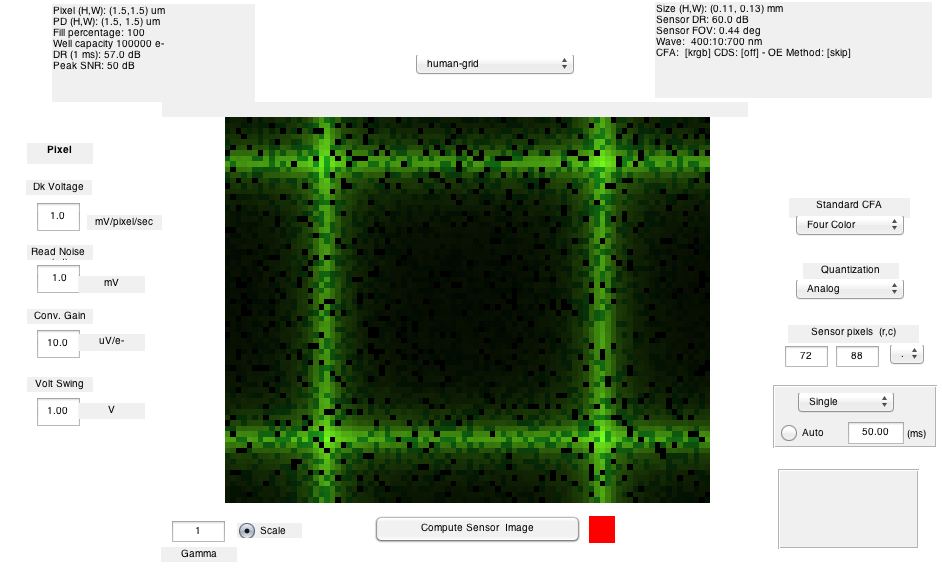 Pixel (H,W): (1.5,1.5) um
PD (H,W): (1.5, 1.5) um
Fill percentage: 100
Well capacity 100000 e-
DR (1 ms): 57.0 dB
Peak SNR: 50 dB
human-grid
Size (H,W): (0.11, 0.13) mm
Sensor DR: 60.0 dB
Sensor FOV: 0.44 deg
Wave:  400:10:700 nm
CFA:  [krgb] CDS: [off] - OE Method: [skip]
Pixel
Dk Voltage
1.0
mV/pixel/sec
Read Noise
1.0
mV
Conv. Gain
10.0
uV/e-
Volt Swing
1.00
V
Standard CFA
Four Color
Quantization
Analog
Sensor pixels  (r,c)
72
88
.
Single
Auto
50.00
(ms)
1
Scale
Compute Sensor  Image
Gamma